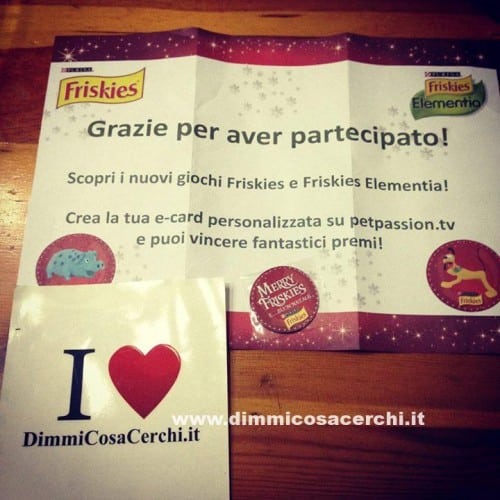 PURINA
Friskies
PURINA
Friskies
Elementia
Grazie per aver partecipato!
Scopri i nuovi giochi Friskies e Friskies Elementia!
Crea la tua e-card personalizzata su petpassion.tv
e puoi vincere fantastici premi!
MERRY
FRISKIES
Friskies
Friskies
I
DimmiCosaCerchi.it
www.dimmicosacerchi.it